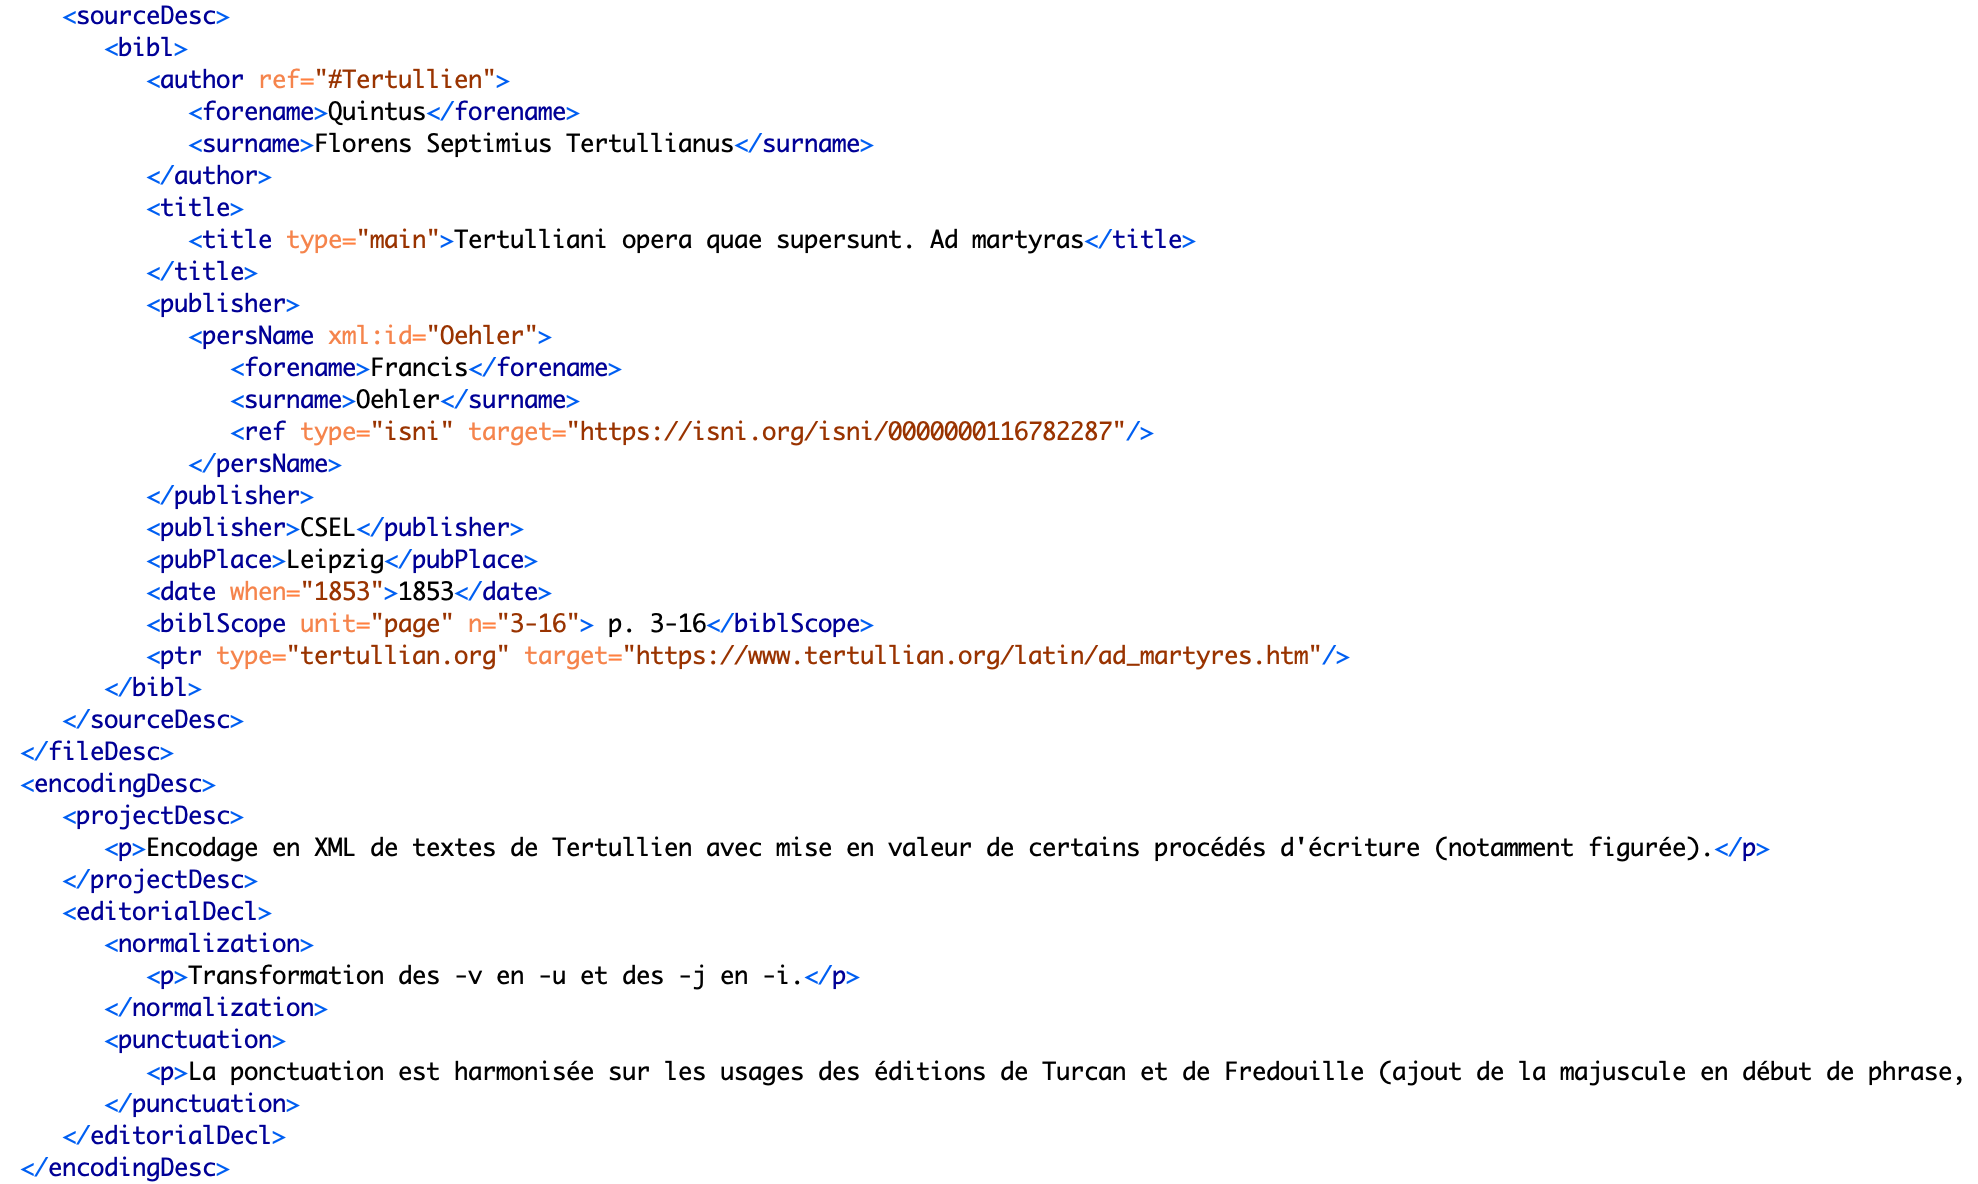 <sourceDesc>
<bibl>
<author ref="#Tertullien">
<forename>Quintus</forename>
<surname>Florens Septimius Tertullianus</surname>
</author>
<title>
<title type="main">Tertulliani opera quae supersunt. Ad martyras</title>
</title>
<publisher>
<persName xml:id="Oehler">
<forename>Francis</forename>
<surname>Oehler</surname>
<ref type="isni" target="https://isni.org/isni/0000000116782287"/>
</persName>
</publisher>
<publisher>CSEL</publisher>
<pubPlace>Leipzig</pubPlace>
<date when="1853">1853</date>
<biblScope unit="page" n="3-16"> p. 3-16</biblScope>
<ptr type="tertullian.org" target="https://www.tertullian.org/latin/ad_martyres.htm"/>
</bibl>
</sourceDesc>
</fileDesc>
<encodingDesc>
<projectDesc>
<p>Encodage en XML de textes de Tertullien avec mise en valeur de certains procédés d'écriture (notamment figurée).</p>
</projectDesc>
<editorialDecl>
<normalization>
<p>Transformation des -v en -u et des -j en -i.</p>
</normalization>
<punctuation>
<p>La ponctuation est harmonisée sur les usages des éditions de Turcan et de Fredouille (ajout de la majuscule en début de phrase,
</punctuation>
</editorialDecl>
</encodingDesc>